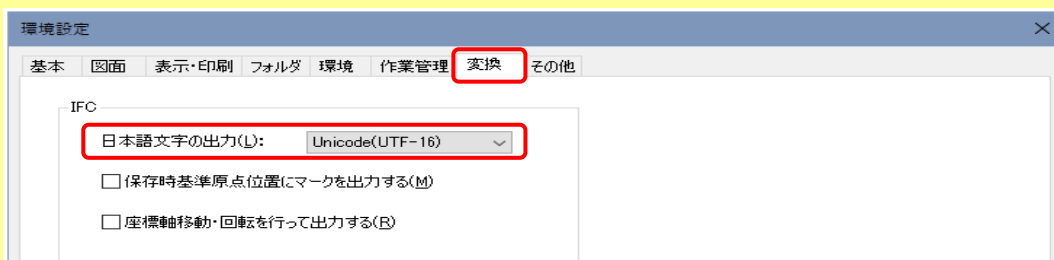 環境設定
基本 図面 表示・印刷 フォルダ 環境 作業管理 変換 その他
IFC
日本語文字の出力(L): Unicode(UTF-16)
保存時基準原点位置にマークを出力する(M)
座標軸移動・回転を行って出力する(R)